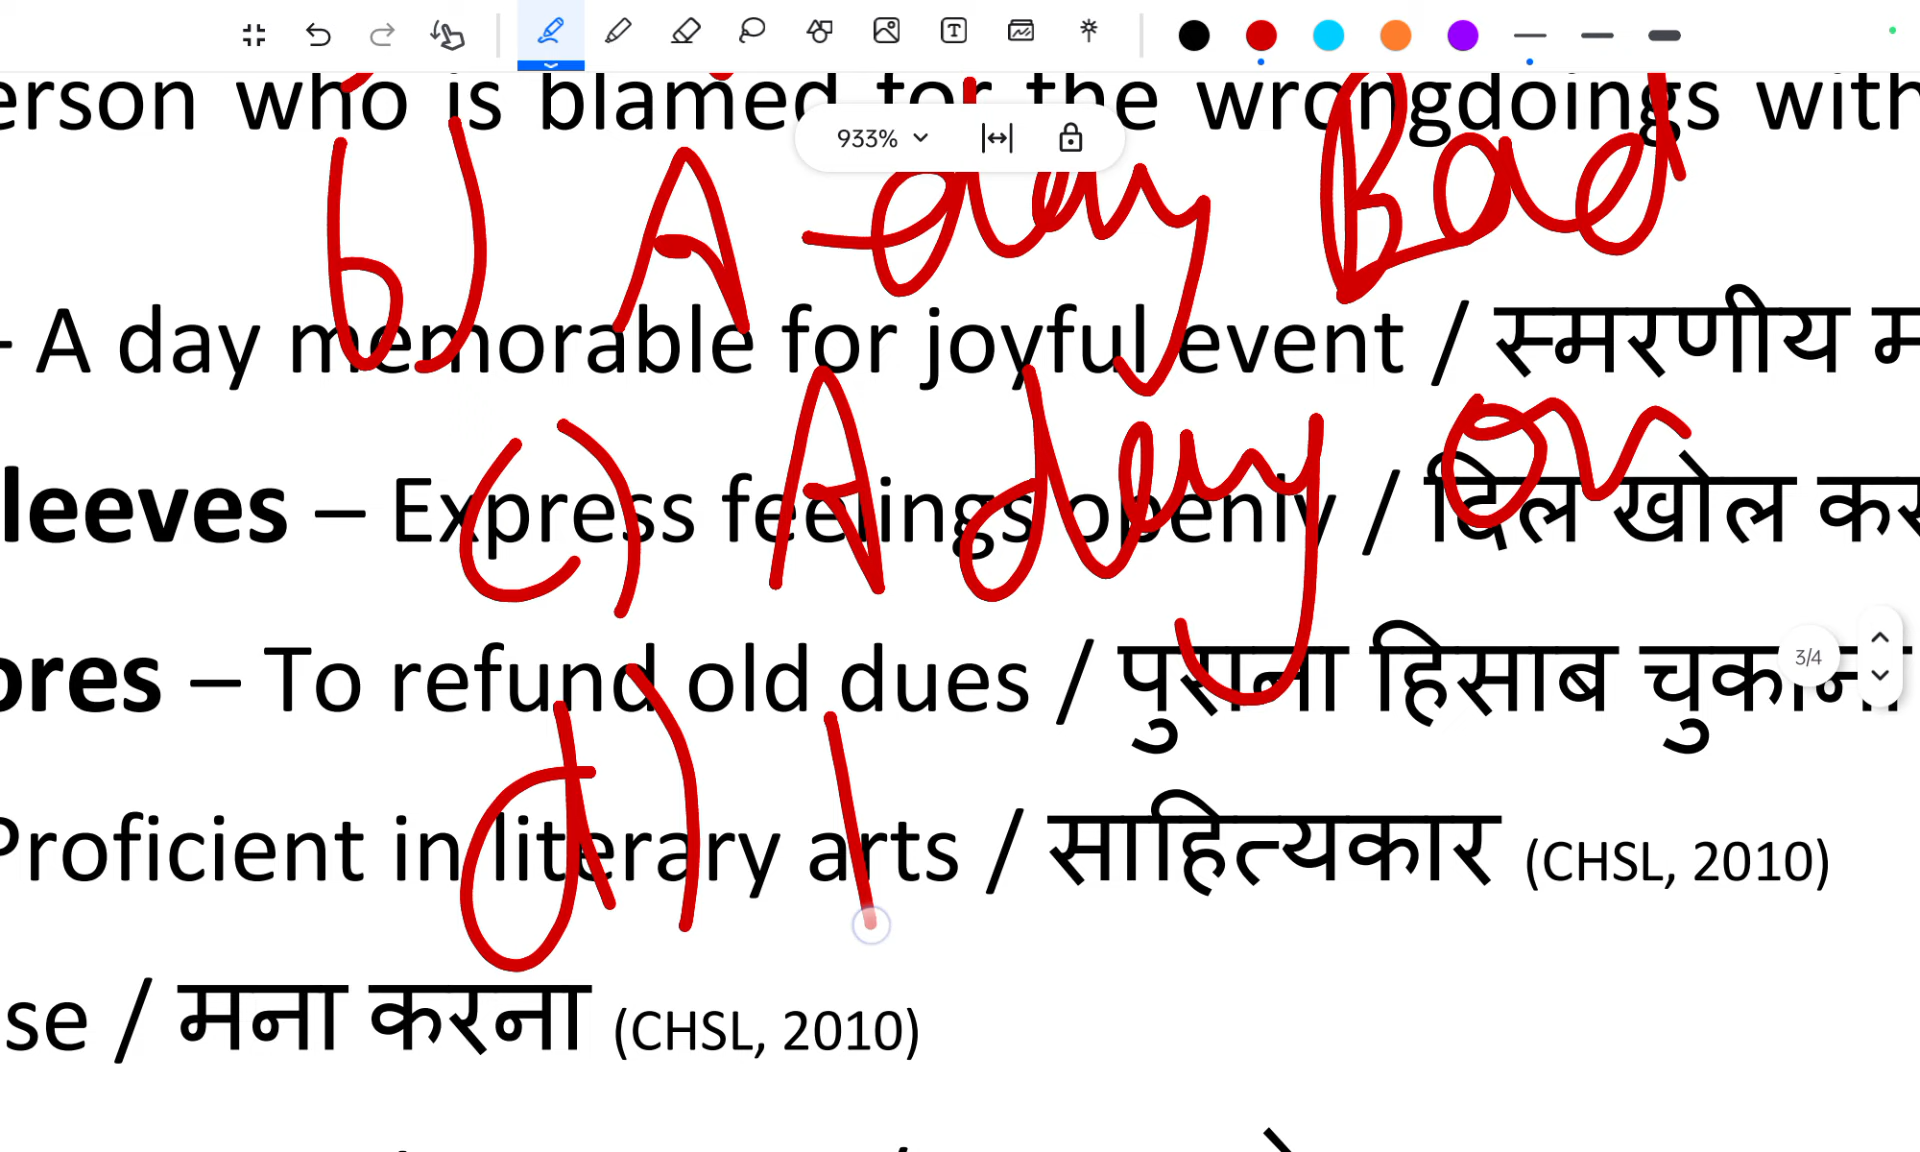 933%
erson who is blamed for the wrongdoings with
b) A day Bad
– A day memorable for joyful event / स्मरणीय
c) A day on
leeves – Express feelings openly / दिल खोल कर
ores – To refund old dues / पुराना हिसाब चुकाना
3/4
d)
Proficient in literary arts / साहित्यकार (CHSL, 2010)
se / मना करना (CHSL, 2010)